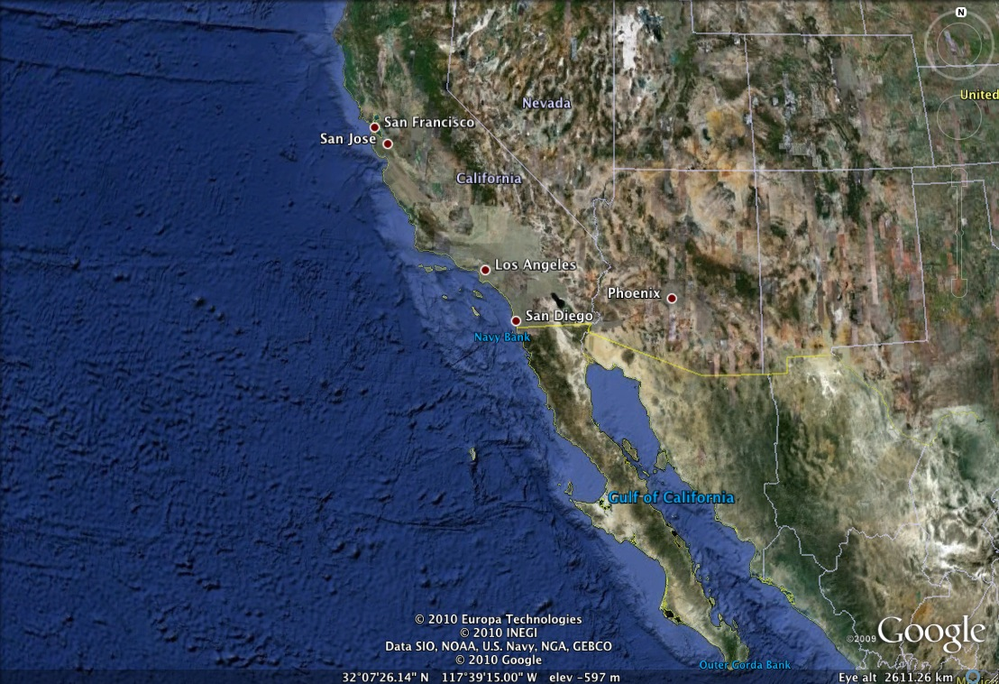 N
Nevada
United
San Francisco
San Jose
California
Los Angeles
Phoenix
San Diego
Navy Bank
Gulf of California
© 2010 Europa Technologies
© 2010 INEGI
Data SIO, NOAA, U.S. Navy, NGA, GEBCO
© 2010 Google
©2009 Google
Outer Gorda Bank
32°07'26.14" N 117°39'15.00" W elev -597 m
Eye alt 2611.26 km